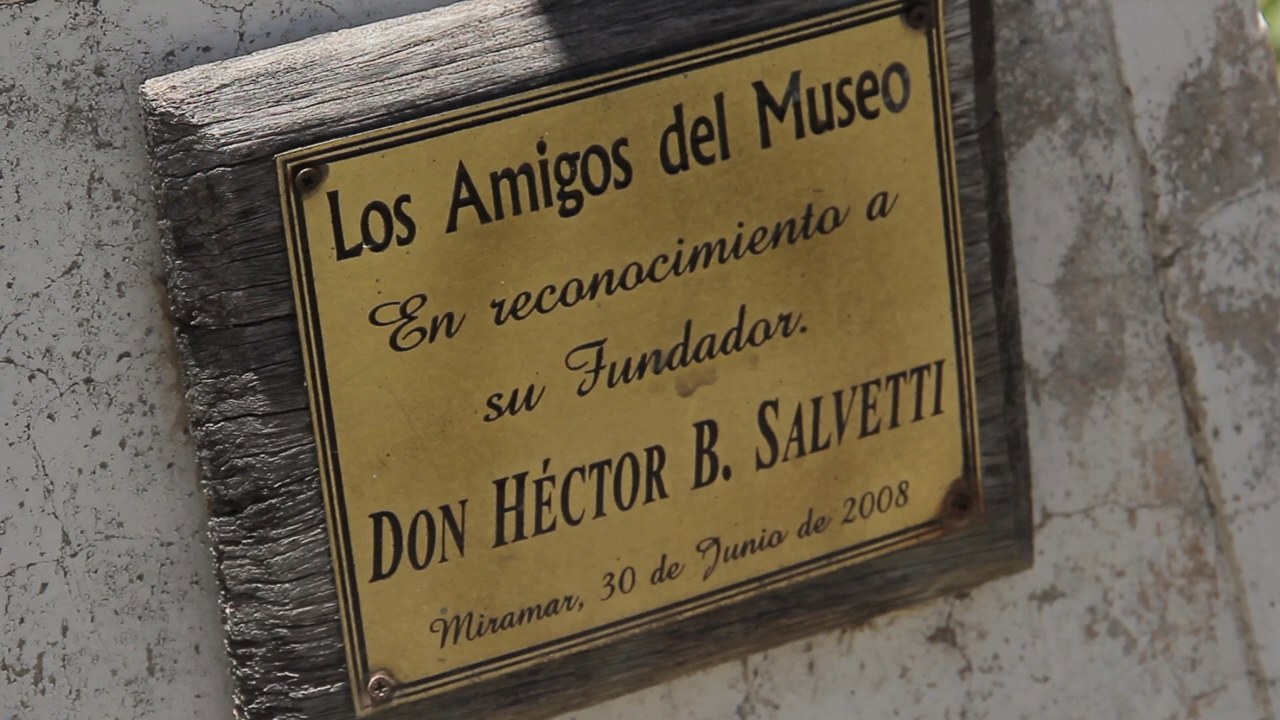 Los Amigos del Museo
En reconocimiento a
su Fundador.
DON HÉCTOR B. SALVETTI
Miramar, 30 de Junio de 2008